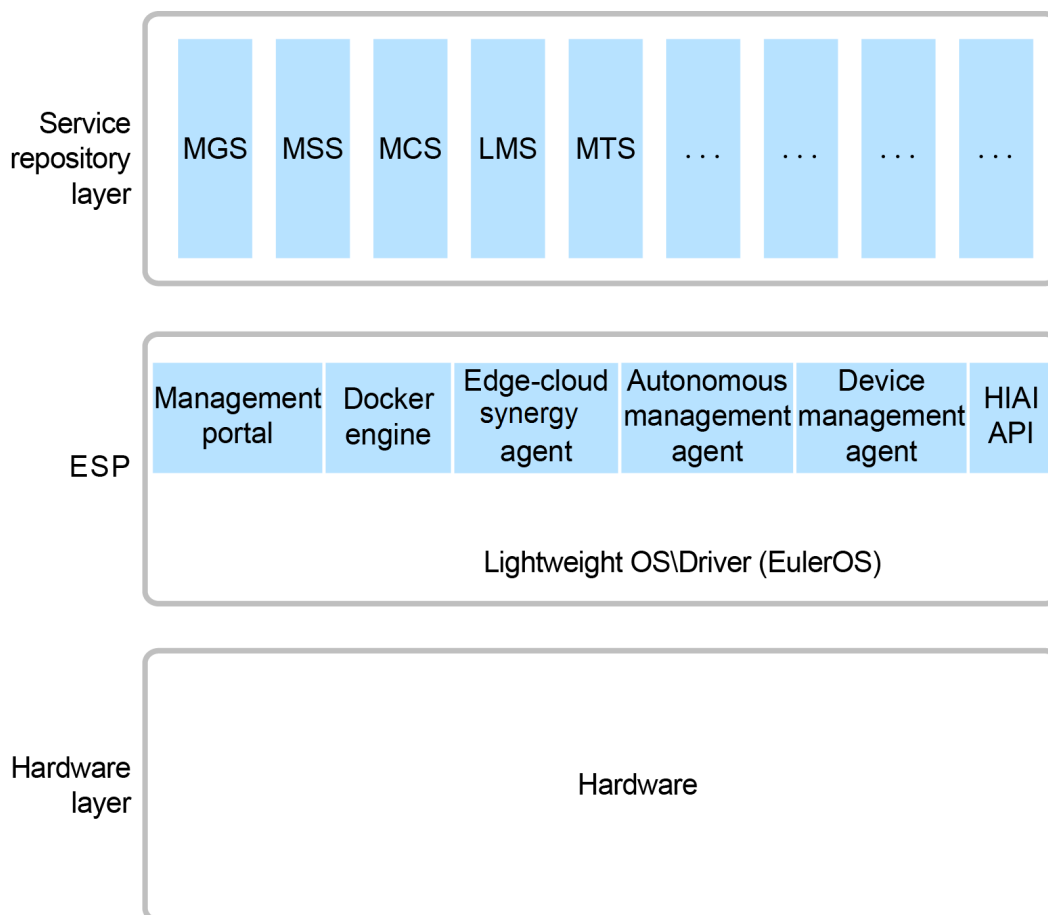 Service
repository
layer
MGS
MSS
MCS
LMS
MTS
...
...
...
...
ESP
Management
portal
Docker
engine
Edge-cloud
synergy
agent
Autonomous
management
agent
Device
management
agent
HIAI
API
Lightweight OS\Driver (EulerOS)
Hardware
layer
Hardware